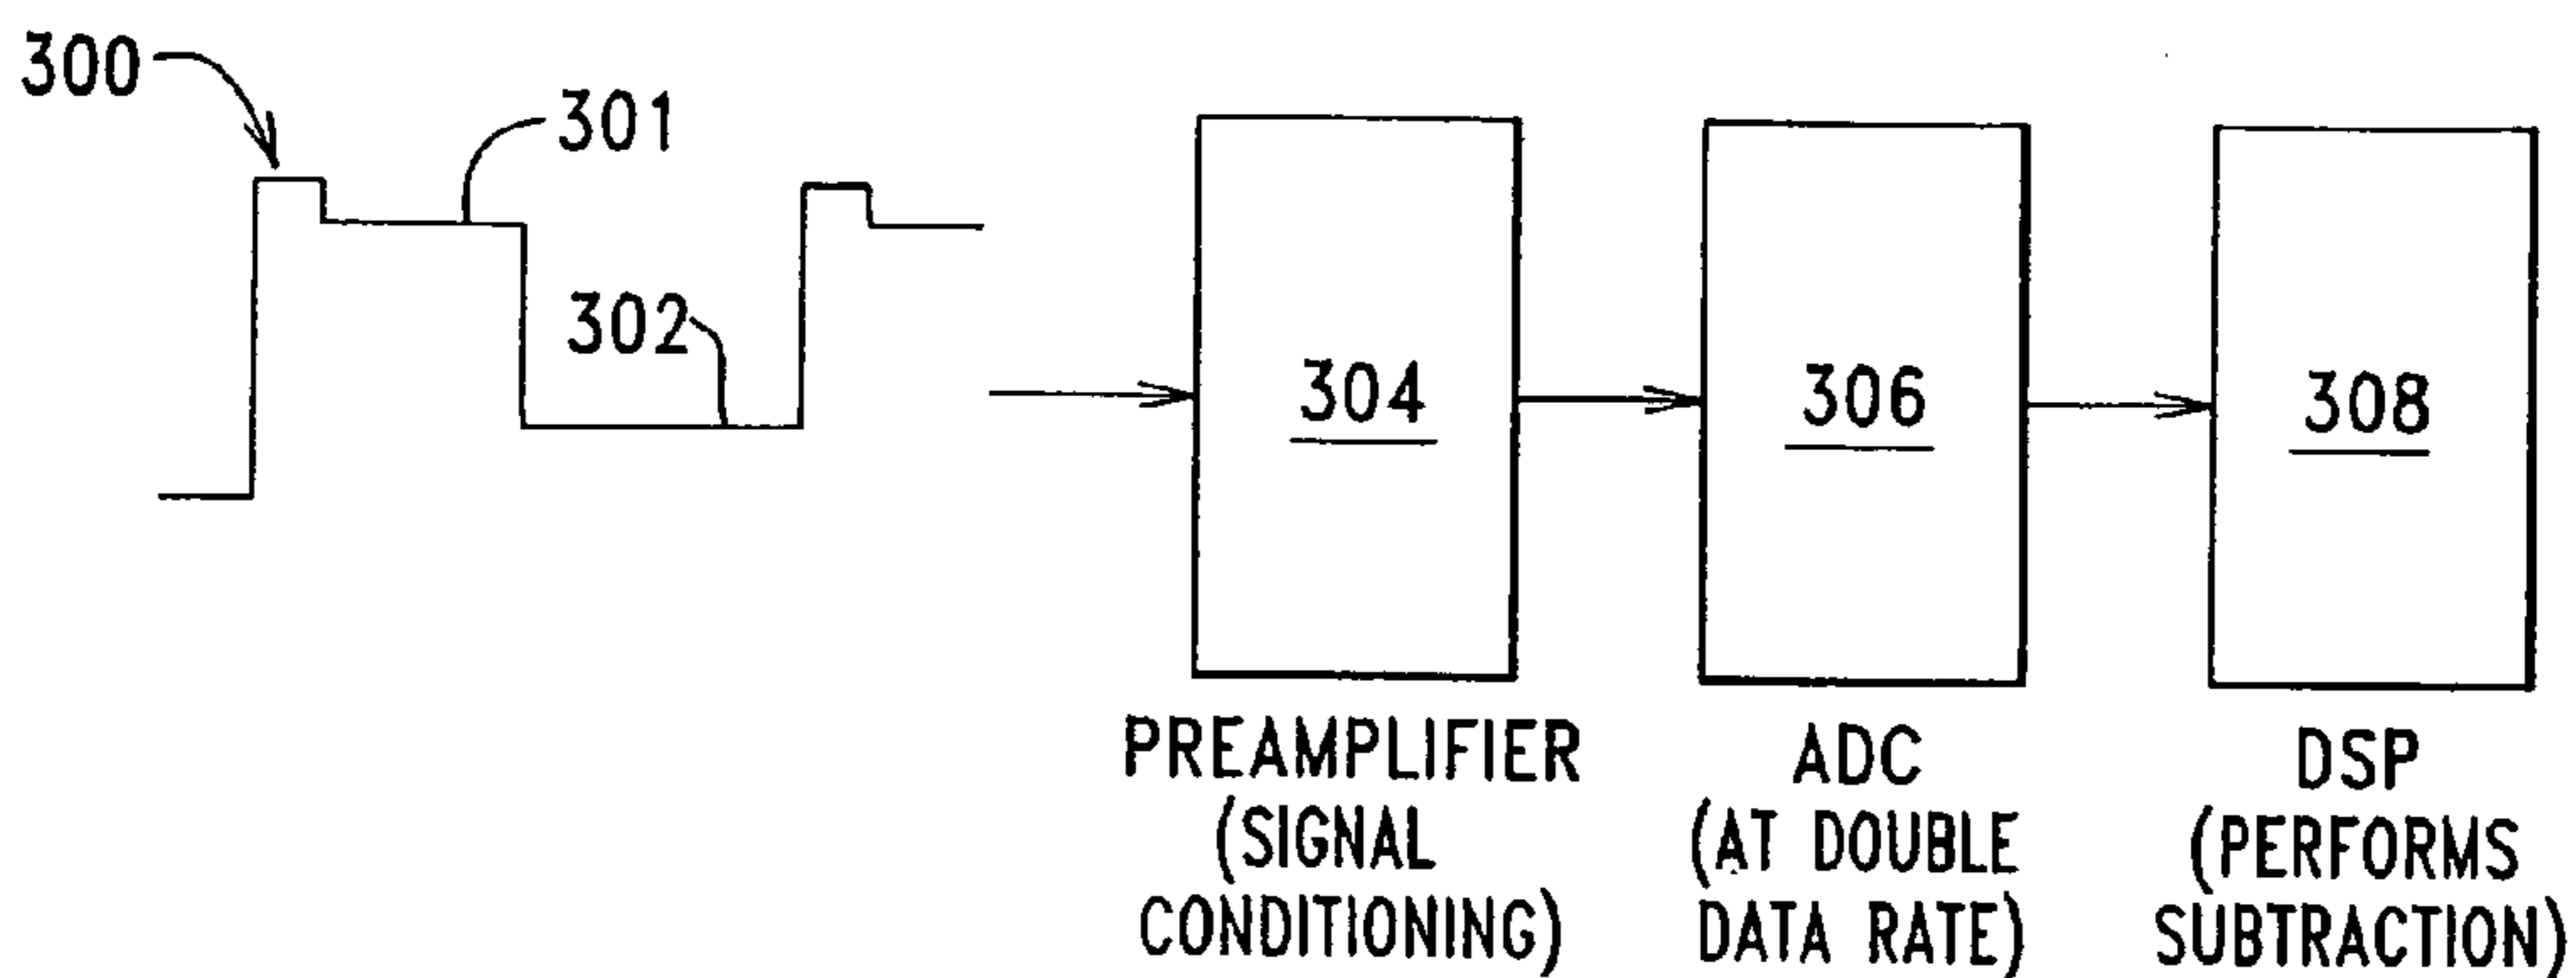 300
301
302
304
306
308
PREAMPLIFIER
(SIGNAL
CONDITIONING)
ADC
(AT DOUBLE
DATA RATE)
DSP
(PERFORMS
SUBTRACTION)